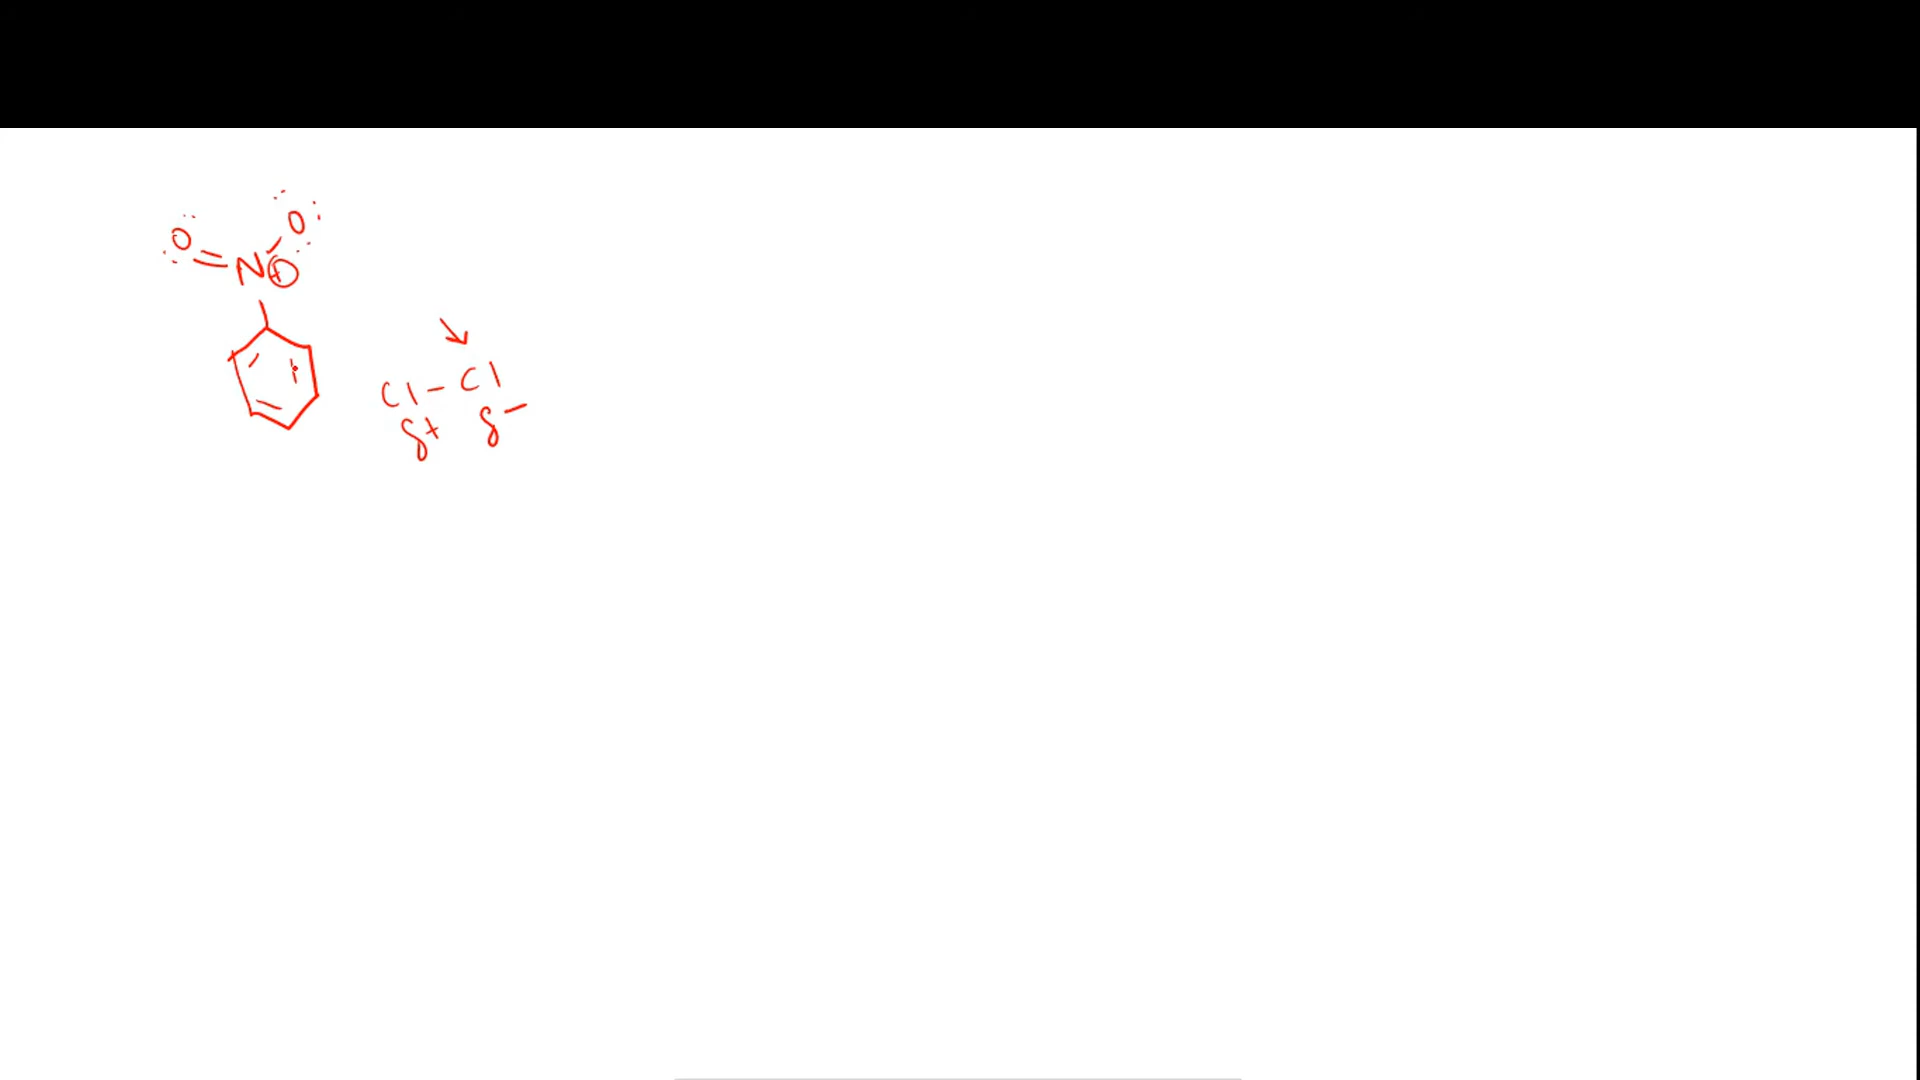 O = N⊕ - O
Cl - Cl
δ+ δ-